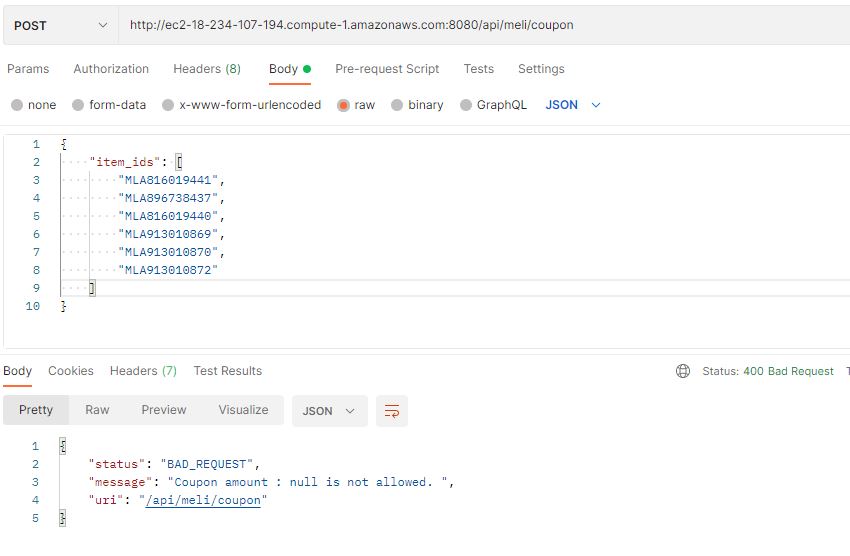 POST http://ec2-18-234-107-194.compute-1.amazonaws.com:8080/api/meli/coupon
Params Authorization Headers (8) Body Pre-request Script Tests Settings
none form-data x-www-form-urlencoded raw binary GraphQL JSON
1 {
2 "item_ids": [
3 "MLA816019441",
4 "MLA896738437",
5 "MLA816019440",
6 "MLA913010869",
7 "MLA913010870",
8 "MLA913010872"
9 ]
10 }
Body Cookies Headers (7) Test Results Status: 400 Bad Request
Pretty Raw Preview Visualize JSON
1 {
2 "status": "BAD_REQUEST",
3 "message": "Coupon amount : null is not allowed. ",
4 "uri": "/api/meli/coupon"
5 }